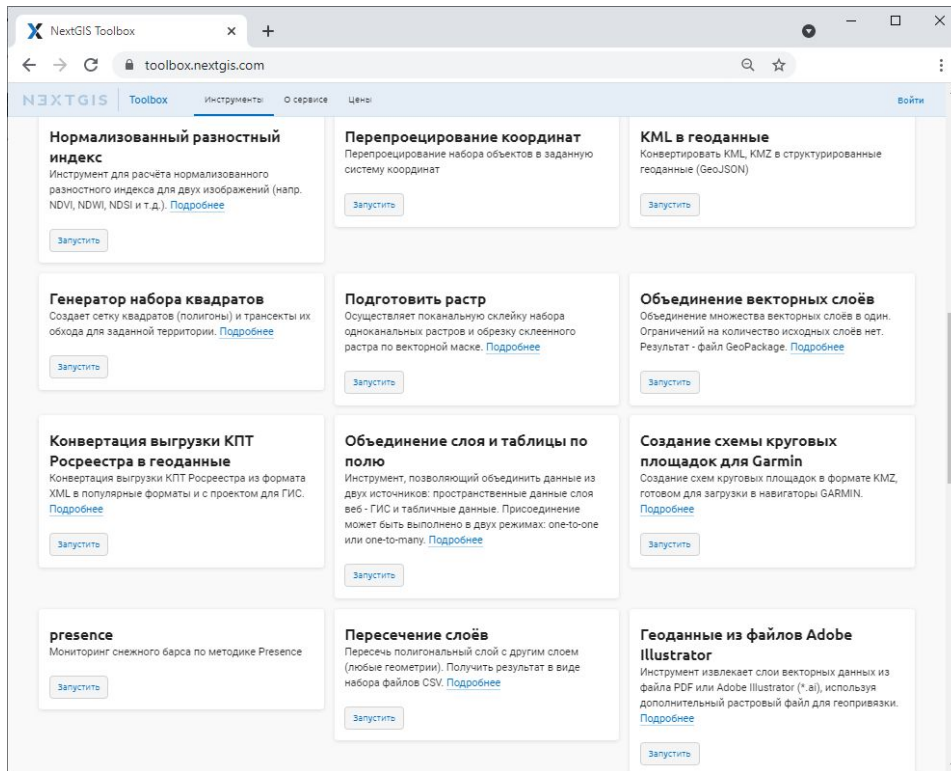 NextGIS Toolbox
toolbox.nextgis.com
NEXTGIS
Toolbox
Инструменты
О сервисе
Цены
Войти
Нормализованный разностный
индекс
Инструмент для расчёта нормализованного
разностного индекса для двух изображений (напр.
NDVI, NDWI, NDSI и т.д.). Подробнее
Запустить
Перепроецирование координат
Перепроецирование набора объектов в заданную
систему координат
Запустить
KML в геоданные
Конвертировать KML, KMZ в структурированные
геоданные (GeoJSON)
Запустить
Генератор набора квадратов
Создает сетку квадратов (полигоны) и трансекты их
обхода для заданной территории. Подробнее
Запустить
Подготовить растр
Осуществляет поканальную склейку набора
одноканальных растров и обрезку склеенного
растра по векторной маске. Подробнее
Запустить
Объединение векторных слоёв
Объединение множества векторных слоёв в один.
Ограничений на количество исходных слоёв нет.
Результат - файл GeoPackage. Подробнее
Запустить
Конвертация выгрузки КПТ
Росреестра в геоданные
Конвертация выгрузки КПТ Росреестра из формата
XML в популярные форматы и с проектом для ГИС.
Подробнее
Запустить
Объединение слоя и таблицы по
полю
Инструмент, позволяющий объединить данные из
двух источников: пространственные данные слоя
веб - ГИС и табличные данные. Присоединение
может быть выполнено в двух режимах: one-to-one
или one-to-many. Подробнее
Запустить
Создание схемы круговых
площадок для Garmin
Создание схем круговых площадок в формате KMZ,
готовом для загрузки в навигаторы GARMIN.
Подробнее
Запустить
presence
Мониторинг снежного барса по методике Presence
Запустить
Пересечение слоёв
Пересечь полигональный слой с другим слоем
(любые геометрии). Получить результат в виде
набора файлов CSV. Подробнее
Запустить
Геоданные из файлов Adobe
Illustrator
Инструмент извлекает слои векторных данных из
файла PDF или Adobe Illustrator (*.ai), используя
дополнительный растровый файл для геопривязки.
Подробнее
Запустить